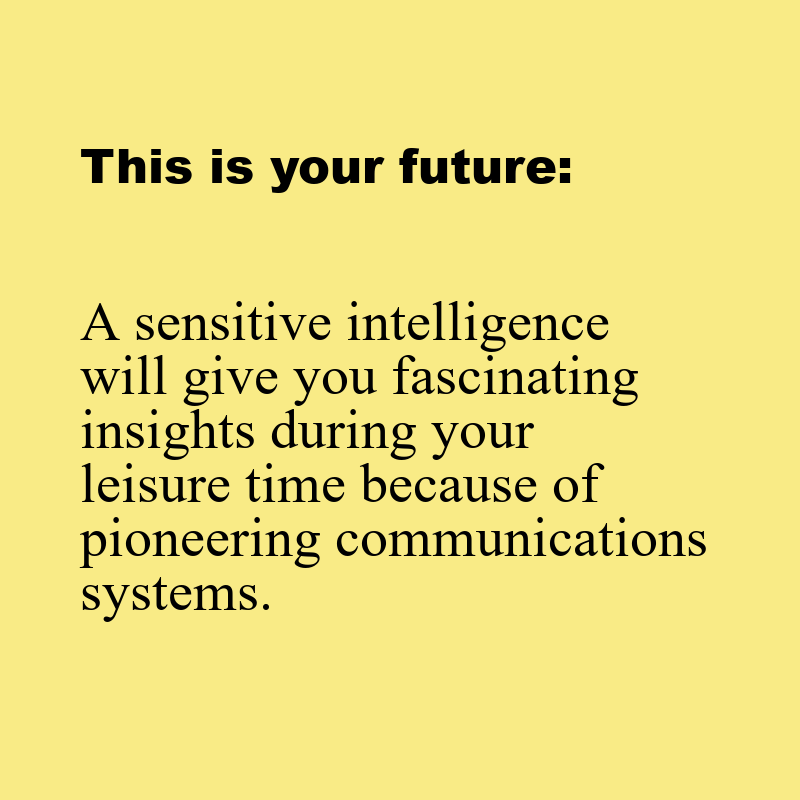 This is your future:
A sensitive intelligence
will give you fascinating
insights during your
leisure time because of
pioneering communications
systems.